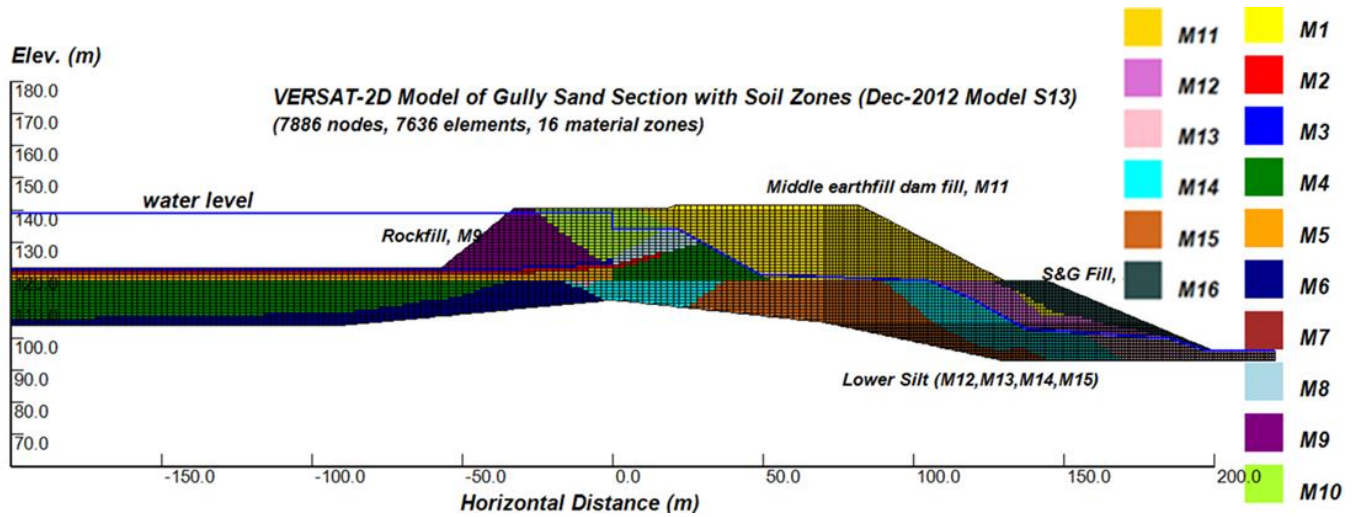 Elev. (m)
180.0
170.0
160.0
150.0
140.0
130.0
120.0
110.0
100.0
90.0
80.0
70.0
VERSAT-2D Model of Gully Sand Section with Soil Zones (Dec-2012 Model S13)
(7886 nodes, 7636 elements, 16 material zones)
water level
Rockfill, M9
Middle earthfill dam fill, M11
S&G Fill,
Lower Silt (M12,M13,M14,M15)
-150.0
-100.0
-50.0
0.0
50.0
100.0
150.0
200.0
Horizontal Distance (m)
M11
M12
M13
M14
M15
M16
M1
M2
M3
M4
M5
M6
M7
M8
M9
M10